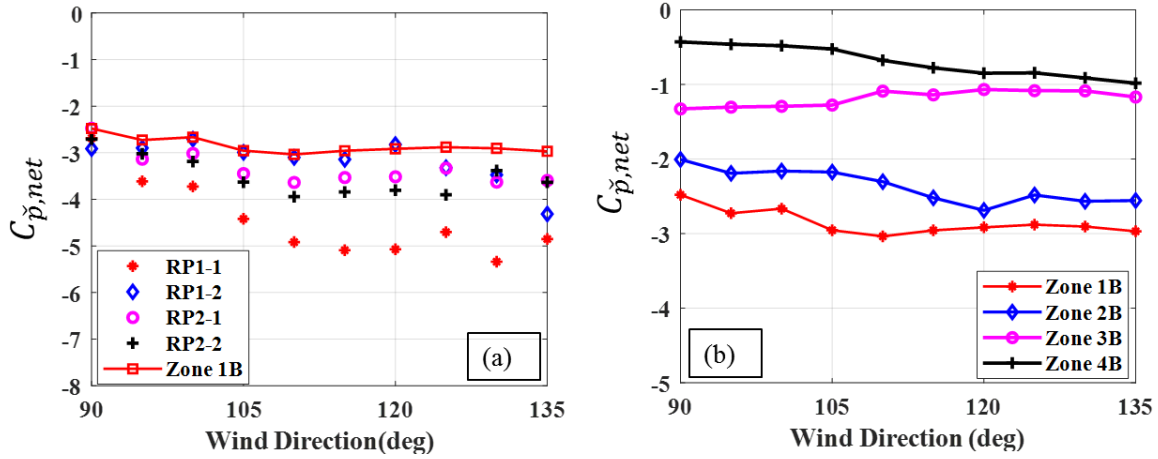 0
-1
-2
-3
-4
-5
-6
-7
-8
C p̌,net
RP1-1
RP1-2
RP2-1
RP2-2
Zone 1B
(a)
90
105
120
135
Wind Direction(deg)
0
-1
-2
-3
-4
-5
C p̌,net
Zone 1B
Zone 2B
Zone 3B
Zone 4B
(b)
90
105
120
135
Wind Direction (deg)